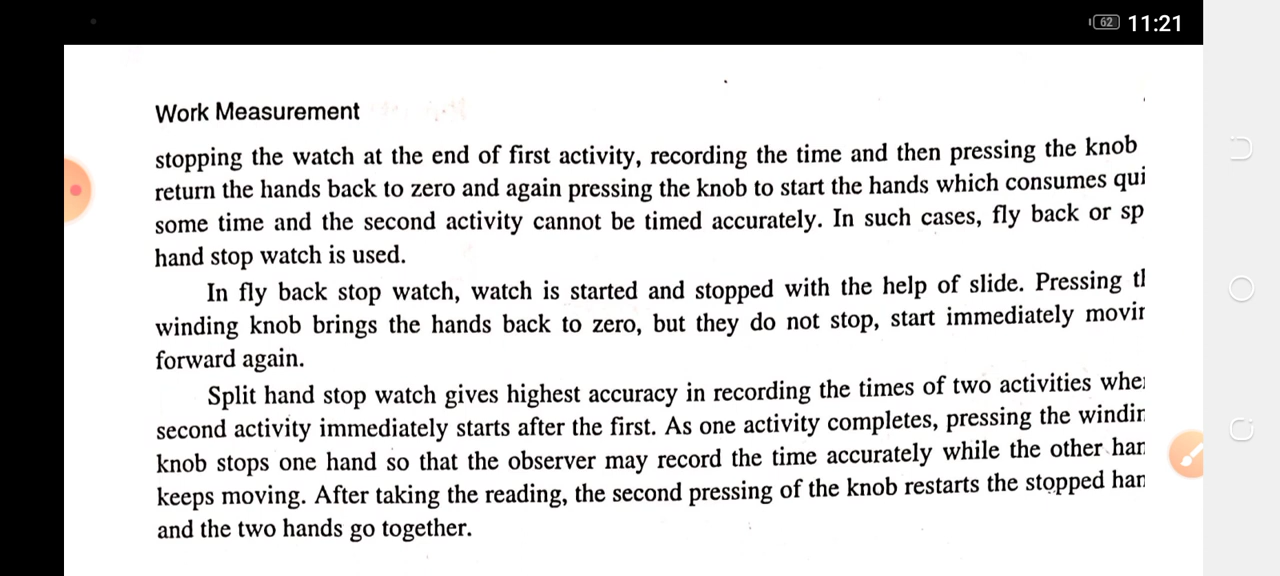 62 11:21
Work Measurement
stopping the watch at the end of first activity, recording the time and then pressing the knob
return the hands back to zero and again pressing the knob to start the hands which consumes qui
some time and the second activity cannot be timed accurately. In such cases, fly back or sp
hand stop watch is used.
In fly back stop watch, watch is started and stopped with the help of slide. Pressing
winding knob brings the hands back to zero, but they do not stop, start immediately
forward again.
Split hand stop watch gives highest accuracy in recording the times of two activities
second activity immediately starts after the first. As one activity completes, pressing the
knob stops one hand so that the observer may record the time accurately while the other han
keeps moving. After taking the reading, the second pressing of the knob restarts the stopped han
and the two hands go together.